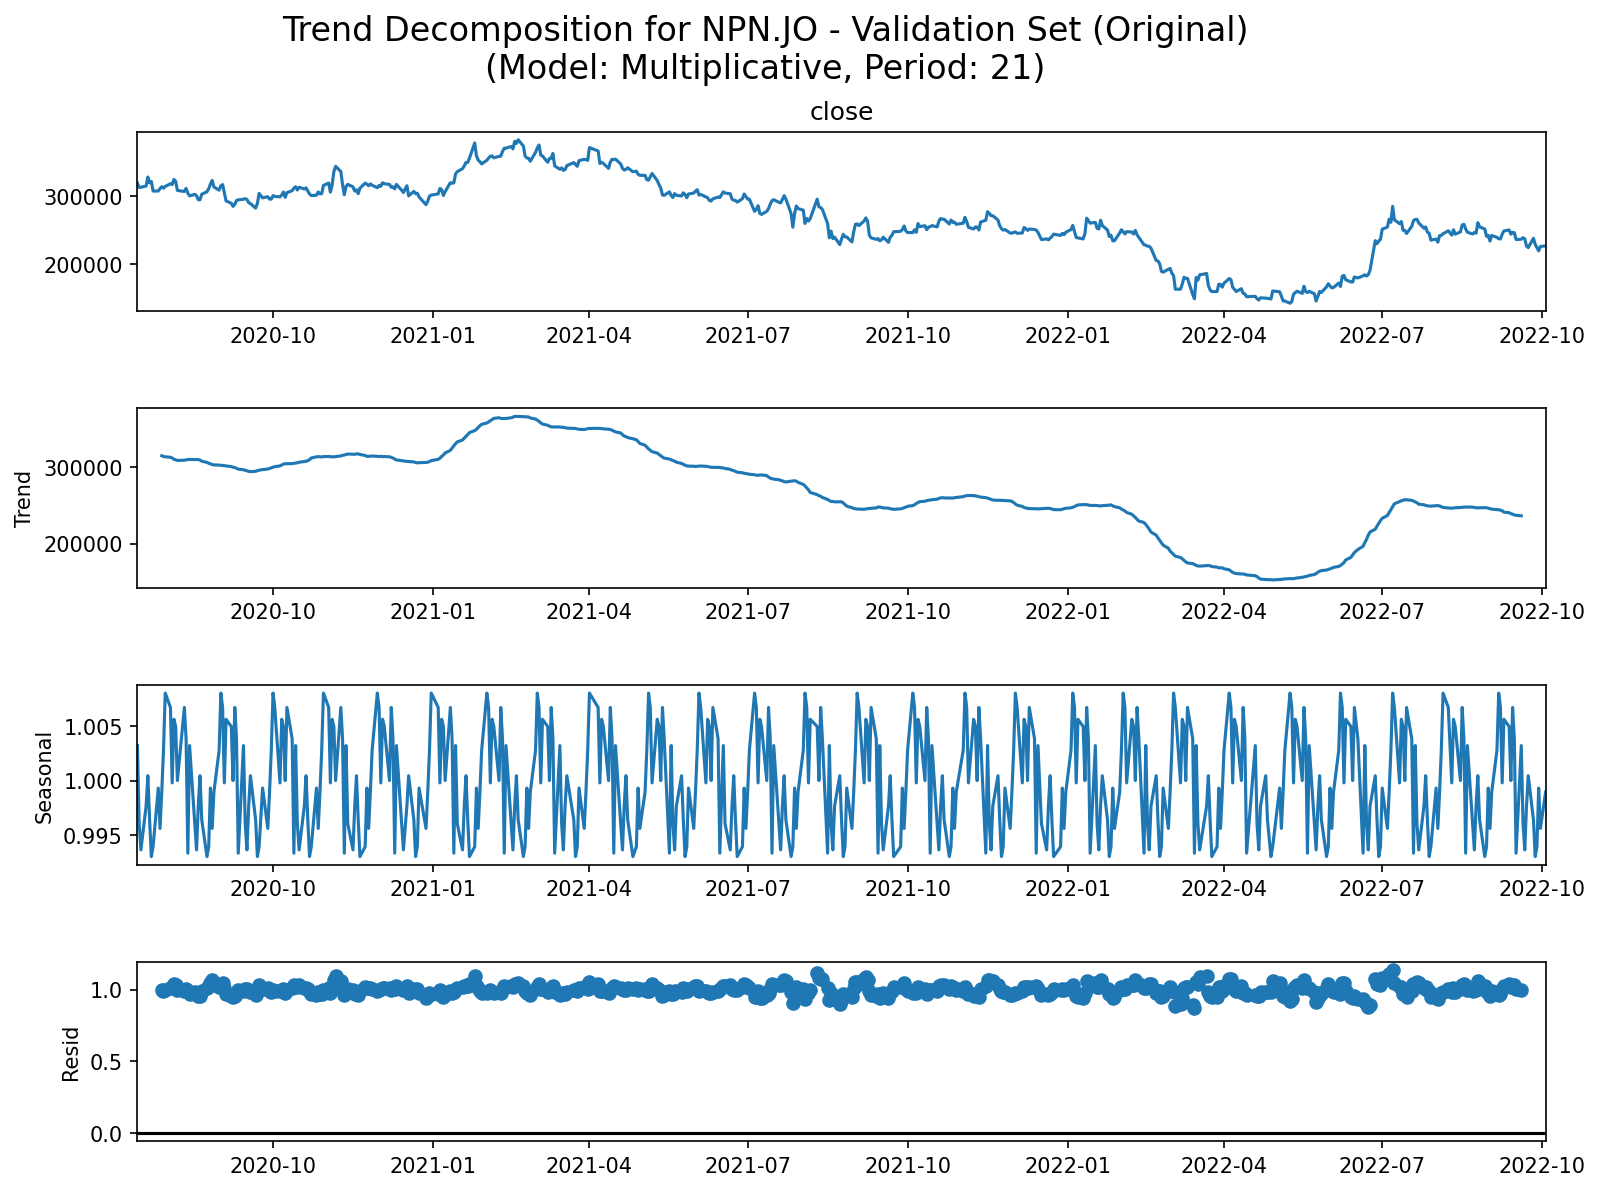 Trend Decomposition for NPN.JO - Validation Set (Original)
(Model: Multiplicative, Period: 21)
close
300000
200000
2020-10 2021-01 2021-04 2021-07 2021-10 2022-01 2022-04 2022-07 2022-10
Trend
300000
200000
2020-10 2021-01 2021-04 2021-07 2021-10 2022-01 2022-04 2022-07 2022-10
Seasonal
1.005
1.000
0.995
2020-10 2021-01 2021-04 2021-07 2021-10 2022-01 2022-04 2022-07 2022-10
Resid
1.0
0.5
0.0
2020-10 2021-01 2021-04 2021-07 2021-10 2022-01 2022-04 2022-07 2022-10